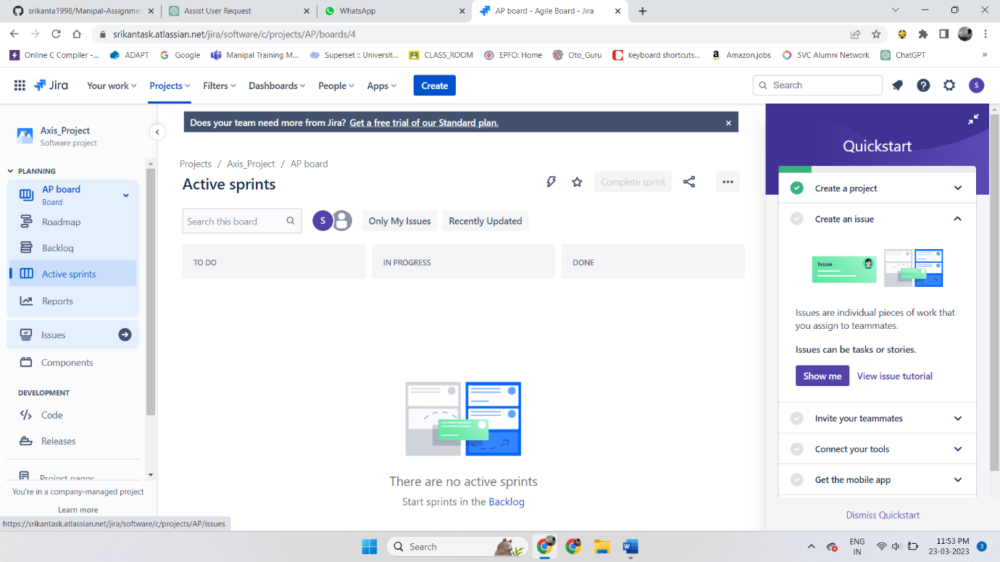 srikanta1998/Manipal-Assignme
Assist User Request
WhatsApp
AP board - Agile Board - Jira
srikantask.atlassian.net/jira/software/c/projects/AP/boards/4
Online C Compiler -...
ADAPT
Google
Manipal Training M...
Superset :: Universit...
CLASS_ROOM
EPFO: Home
Oto_Guru
keyboard shortcuts...
Amazon.jobs
SVC Alumni Network
ChatGPT
»
Jira
Your work
Projects
Filters
Dashboards
People
Apps
Create
Search
S
Axis_Project
Software project
PLANNING
AP board
Board
Roadmap
Backlog
Active sprints
Reports
Issues
Components
DEVELOPMENT
Code
Releases
Project pages
You're in a company-managed project
Learn more
https://srikantask.atlassian.net/jira/software/c/projects/AP/issues
Does your team need more from Jira? Get a free trial of our Standard plan.
Projects / Axis_Project / AP board
Active sprints
Complete sprint
Search this board
S
Only My Issues
Recently Updated
TO DO
IN PROGRESS
DONE
There are no active sprints
Start sprints in the Backlog
Quickstart
Create a project
Create an issue
Issue
Issues are individual pieces of work that
you assign to teammates.
Issues can be tasks or stories.
Show me
View issue tutorial
Invite your teammates
Connect your tools
Get the mobile app
Dismiss Quickstart
Search
W
ENG
IN
11:53 PM
23-03-2023
3